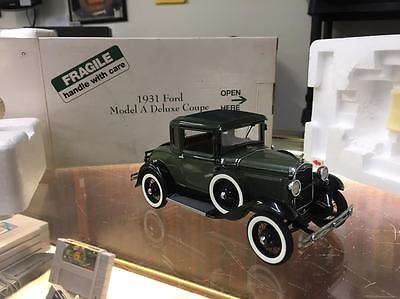 FRAGILE
handle with care
1931 Ford
Model A Deluxe Coupe
OPEN
HERE